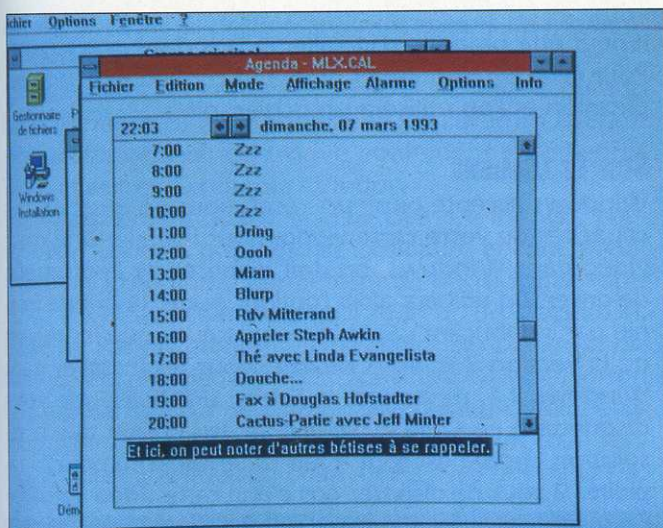 ichier Options Fenêtre ?
Groupe principal
Agenda - MLX.CAL
Fichier Edition Mode Affichage Alarme Options Info
Gestionnaire de fichiers
Windows Installation
22:03 dimanche, 07 mars 1993
7:00 Zzz
8:00 Zzz
9:00 Zzz
10:00 Zzz
11:00 Dring
12:00 Oooh
13:00 Miam
14:00 Blurp
15:00 Rdv Mitterand
16:00 Appeler Steph Awkin
17:00 Thé avec Linda Evangelista
18:00 Douche...
19:00 Fax à Douglas Hofstadter
20:00 Cactus-Partie avec Jeff Minter
Et ici, on peut noter d'autres bétises à se rappeler.
Dém